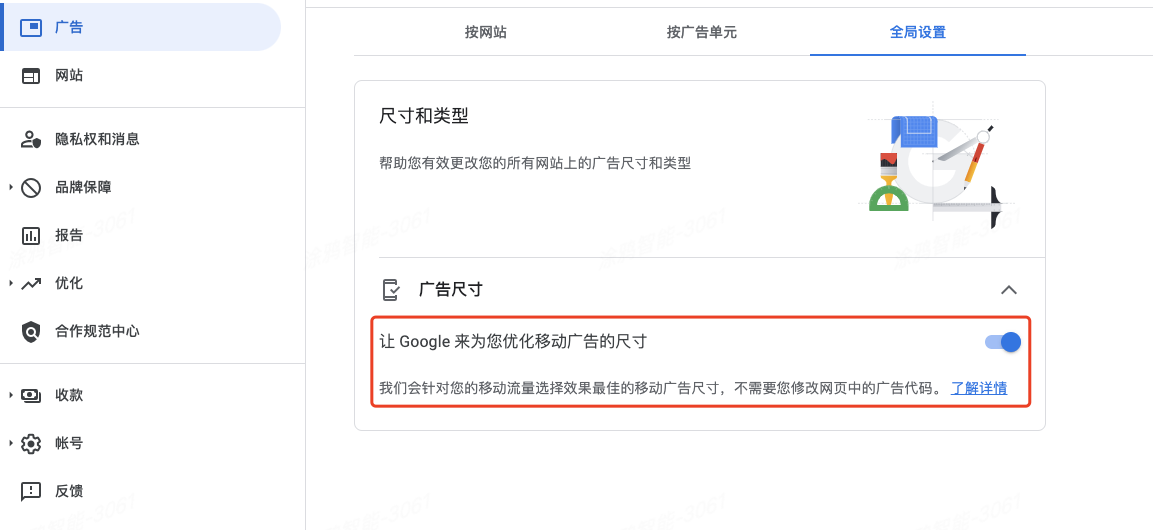 广告
网站
隐私权和消息
品牌保障
报告
优化
合作规范中心
收款
帐号
反馈
按网站
按广告单元
全局设置
尺寸和类型
帮助您有效更改您的所有网站上的广告尺寸和类型
广告尺寸
让 Google 来为您优化移动广告的尺寸
我们会针对您的移动流量选择效果最佳的移动广告尺寸，不需要您修改网页中的广告代码。 了解详情